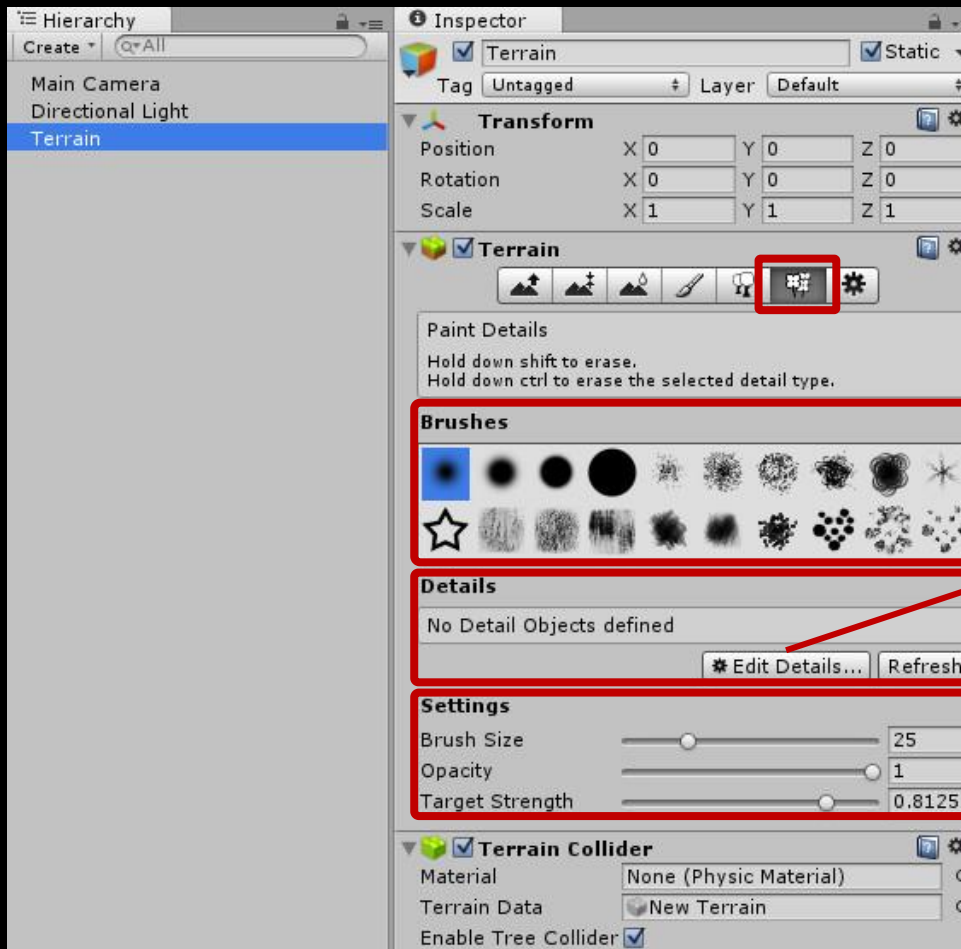 Hierarchy
Create
All
Main Camera
Directional Light
Terrain
Inspector
Terrain
Static
Tag Untagged Layer Default
Transform
Position X 0 Y 0 Z 0
Rotation X 0 Y 0 Z 0
Scale X 1 Y 1 Z 1
Terrain
Paint Details
Hold down shift to erase.
Hold down ctrl to erase the selected detail type.
Brushes
Details
No Detail Objects defined
Edit Details... Refresh
Settings
Brush Size 25
Opacity 1
Target Strength 0.8125
Terrain Collider
Material None (Physic Material)
Terrain Data New Terrain
Enable Tree Collider